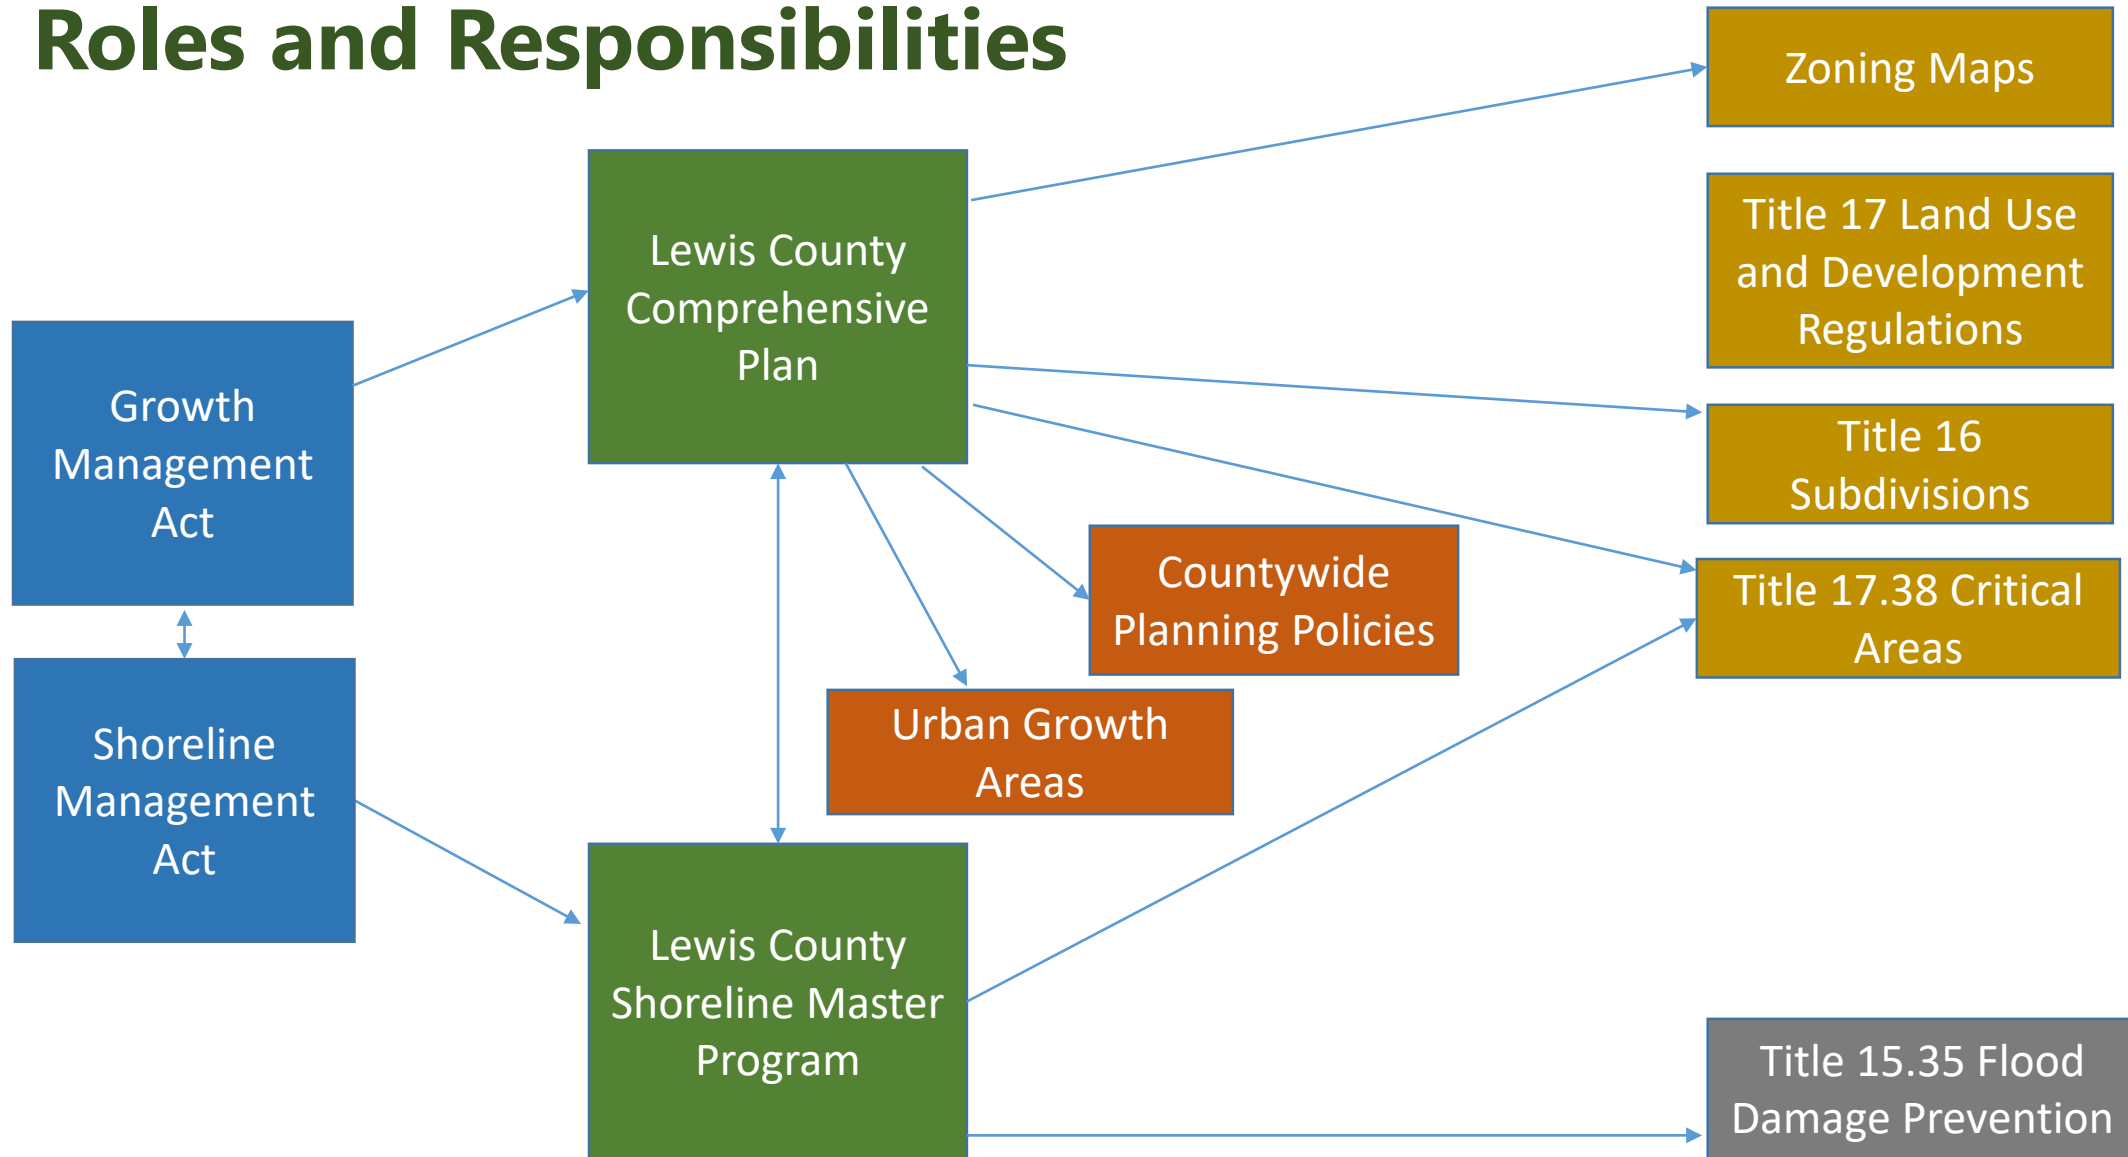 Roles and Responsibilities
Zoning Maps
Title 17 Land Use
and Development
Regulations
Lewis County
Comprehensive
Plan
Growth
Management
Act
Title 16
Subdivisions
Countywide
Planning Policies
Title 17.38 Critical
Areas
Urban Growth
Areas
Shoreline
Management
Act
Lewis County
Shoreline Master
Program
Title 15.35 Flood
Damage Prevention